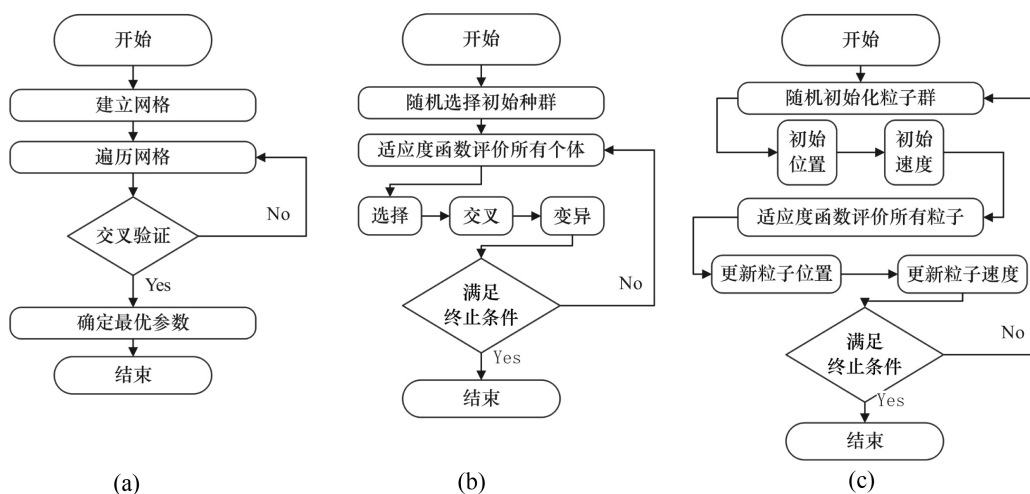 开始
建立网格
遍历网格
交叉验证
No
Yes
确定最优参数
结束
(a)
开始
随机选择初始种群
适应度函数评价所有个体
选择
交叉
变异
满足
终止条件
No
Yes
结束
(b)
开始
随机初始化粒子群
初始
位置
初始
速度
适应度函数评价所有粒子
更新粒子位置
更新粒子速度
满足
终止条件
No
Yes
结束
(c)